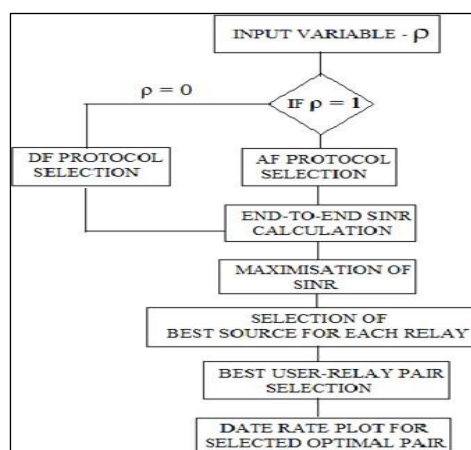 INPUT VARIABLE - ρ
ρ = 0
IF ρ = 1
DF PROTOCOL
SELECTION
AF PROTOCOL
SELECTION
END-TO-END SINR
CALCULATION
MAXIMISATION OF
SINR
SELECTION OF
BEST SOURCE FOR EACH RELAY
BEST USER-RELAY PAIR
SELECTION
DATE RATE PLOT FOR
SELECTED OPTIMAL PAIR